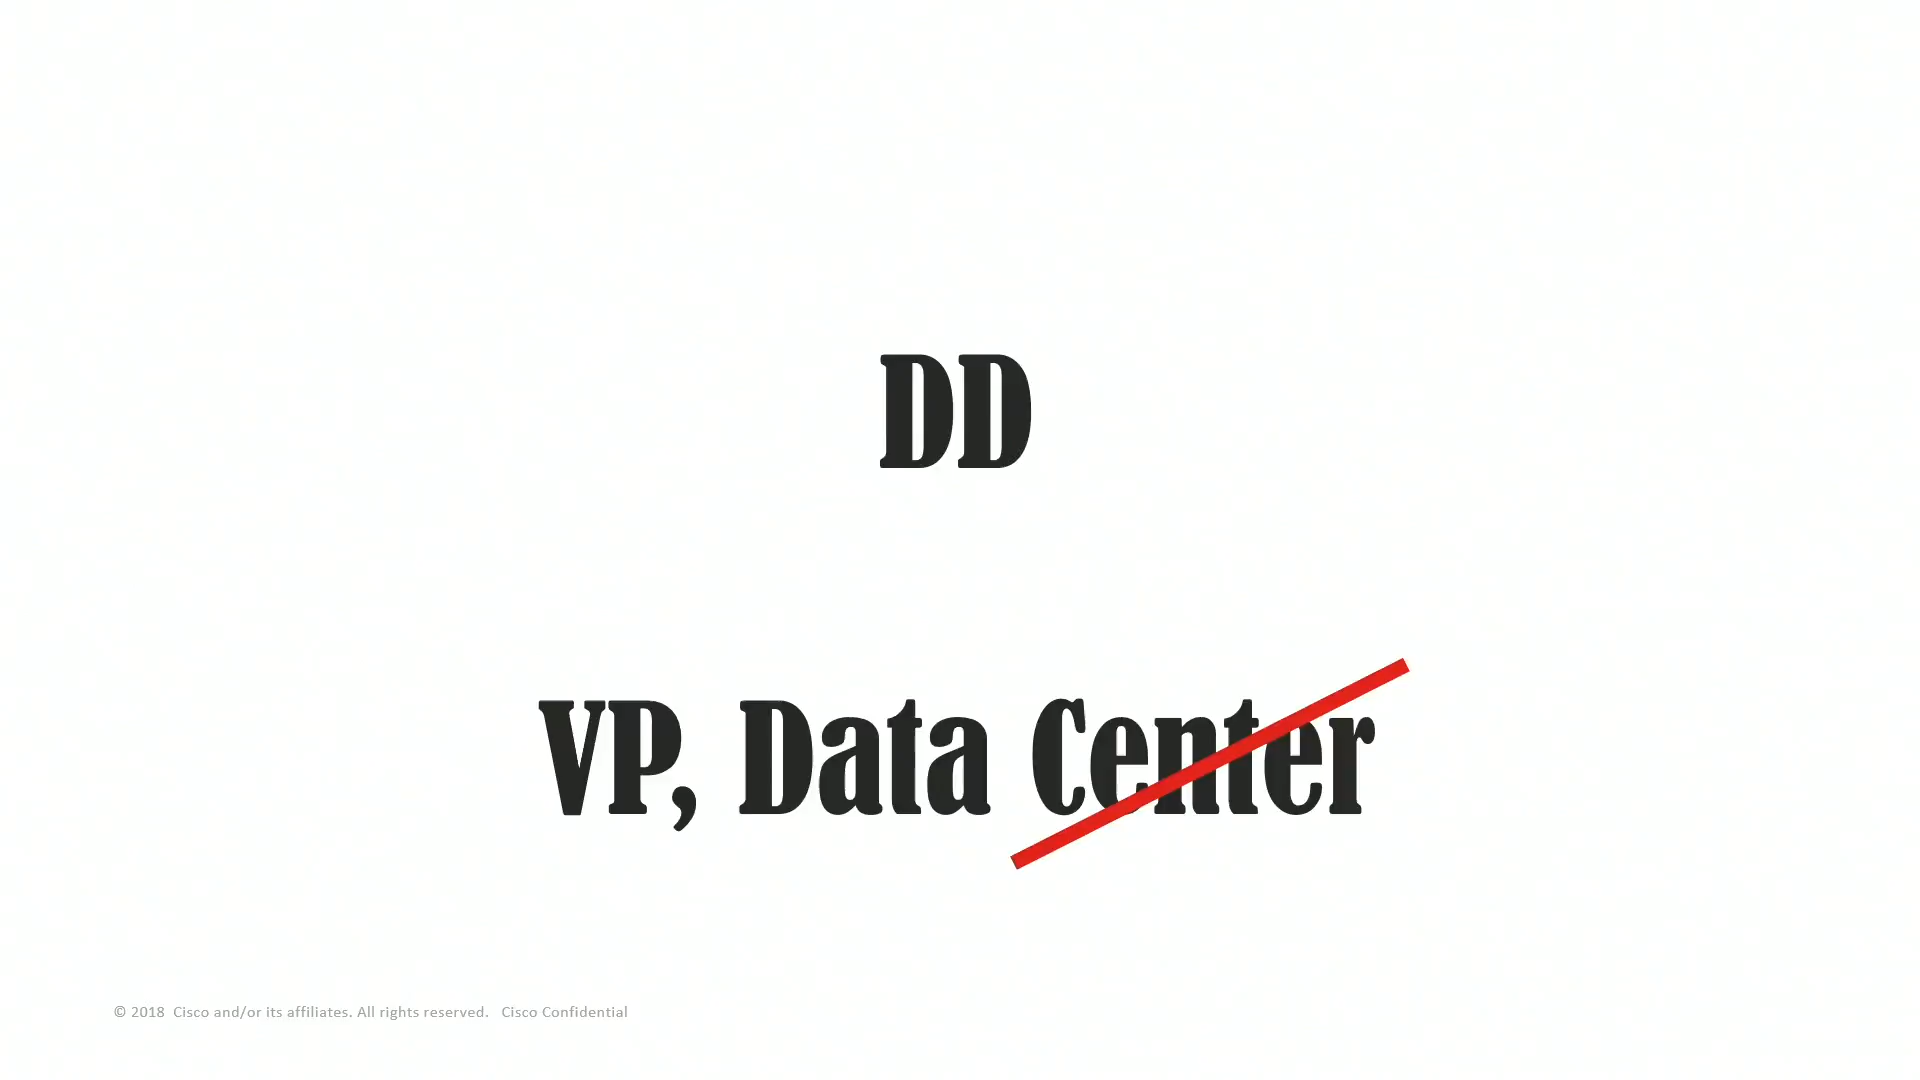 DD
VP, Data Center
© 2018 Cisco and/or its affiliates. All rights reserved. Cisco Confidential